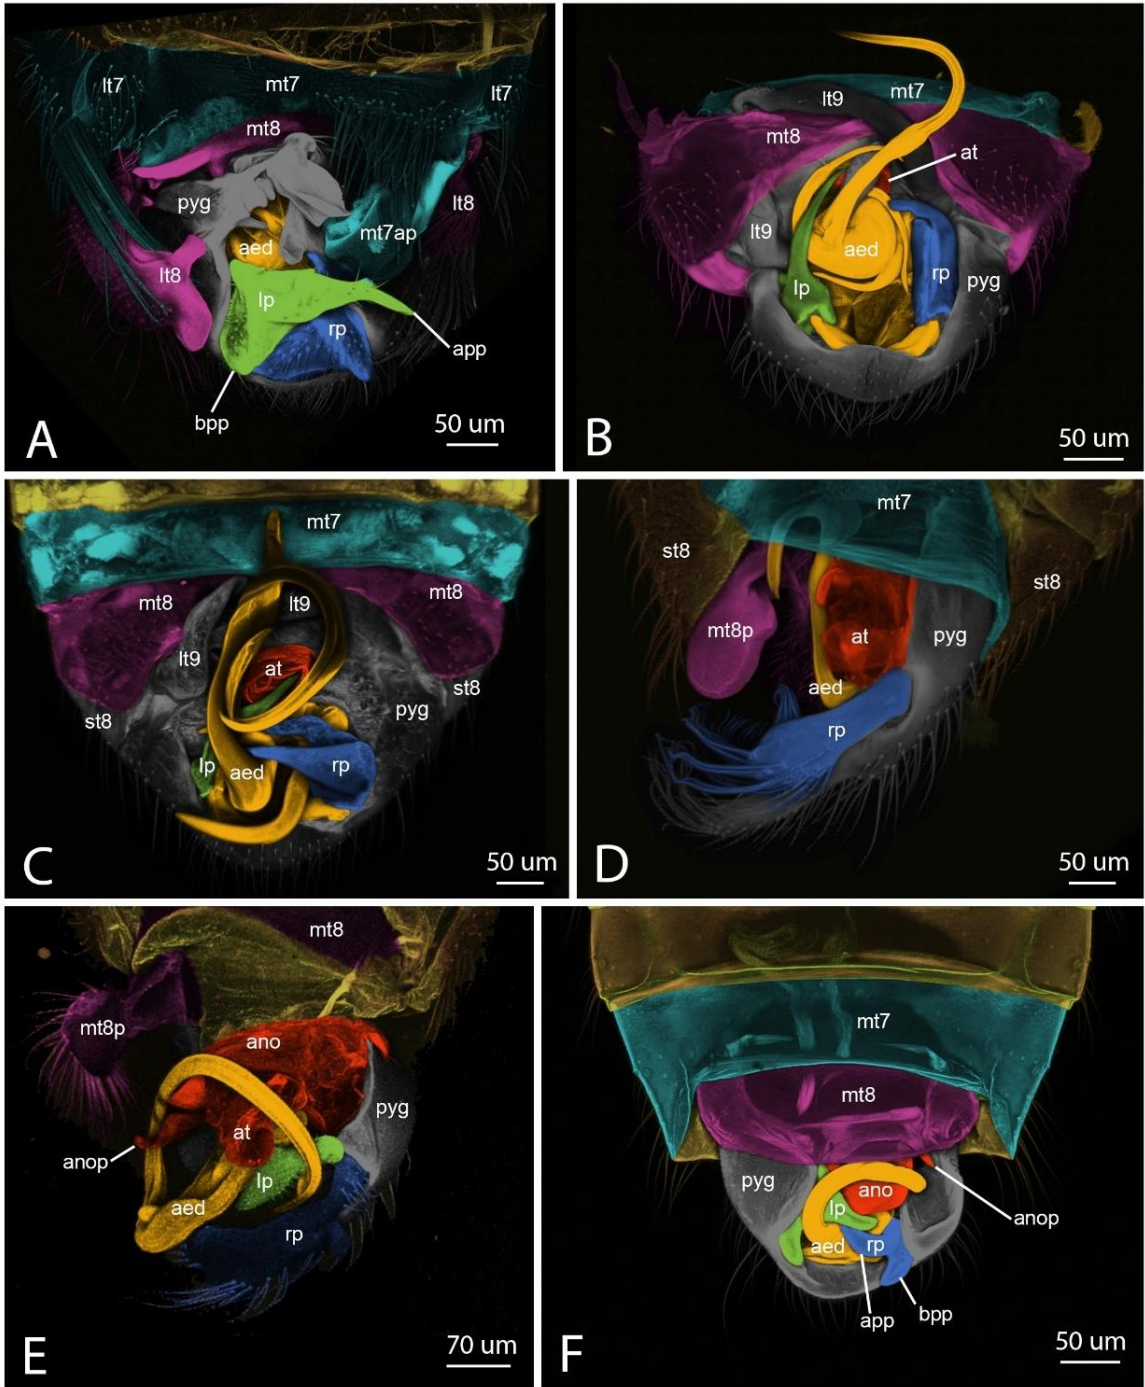 lt7
mt7
lt7
mt8
pyg
lt8
mt7ap
aed
lt8
lp
rp
app
bpp
50 um
A
lt9
mt7
mt8
at
lt9
aed
rp
pyg
lp
50 um
B
mt7
mt8
lt9
mt8
lt9
at
st8
pyg
st8
lp
aed
rp
50 um
C
mt7
st8
st8
mt8p
at
pyg
aed
rp
50 um
D
mt8
mt8p
ano
pyg
at
anop
lp
aed
rp
70 um
E
mt7
mt8
pyg
ano
lp
anop
aed
rp
app
bpp
50 um
F